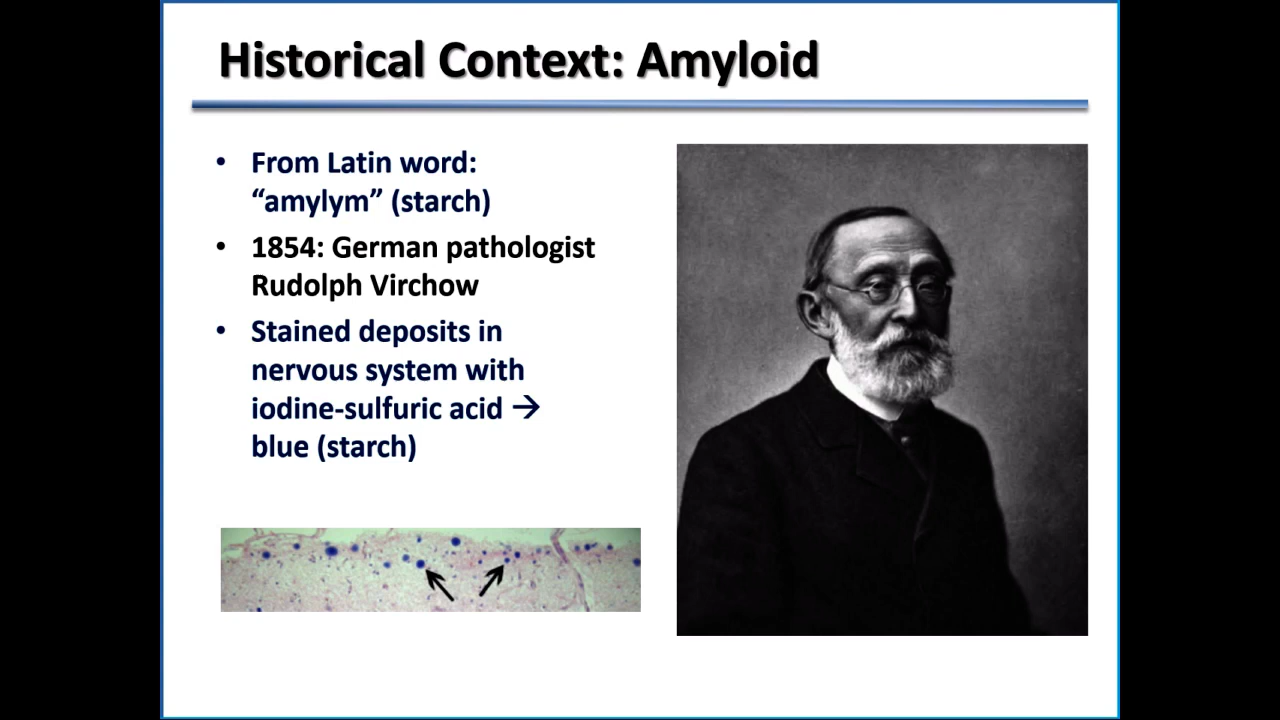 Historical Context: Amyloid
• From Latin word:
“amylym” (starch)
• 1854: German pathologist
Rudolph Virchow
• Stained deposits in
nervous system with
iodine-sulfuric acid →
blue (starch)